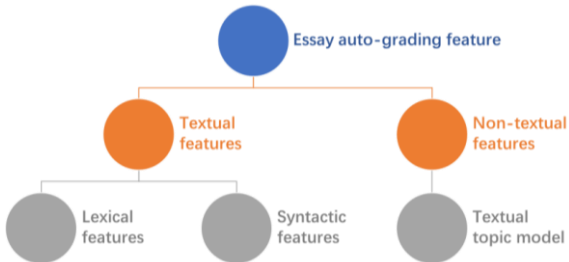 Essay auto-grading feature
Textual
features
Non-textual
features
Lexical
features
Syntactic
features
Textual
topic model